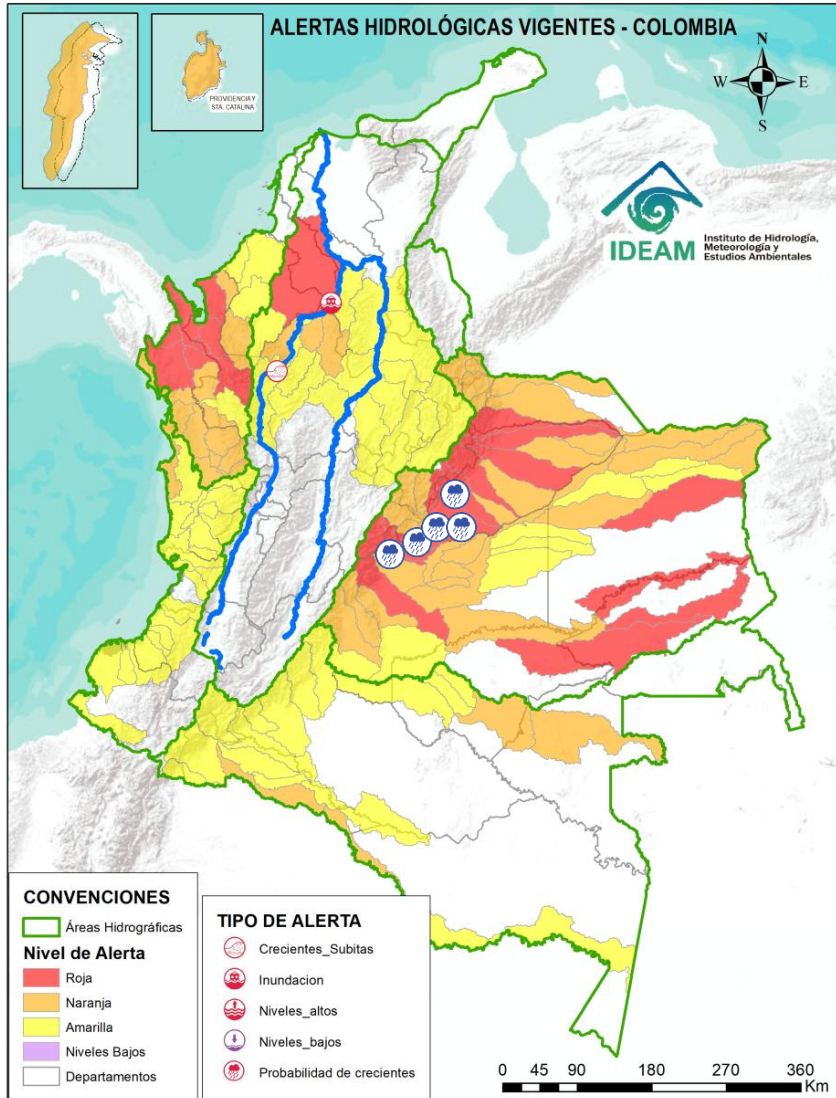 ALERTAS HIDROLÓGICAS VIGENTES - COLOMBIA
PROVIDENCIA Y
STA. CATALINA
N
W
E
S
IDEAM
Instituto de Hidrología,
Meteorología y
Estudios Ambientales
CONVENCIONES
Áreas Hidrográficas
Nivel de Alerta
Roja
Naranja
Amarilla
Niveles Bajos
Departamentos
TIPO DE ALERTA
Crecientes_Subitas
Inundacion
Niveles_altos
Niveles_bajos
Probabilidad de crecientes
0 45 90 180 270 360
Km